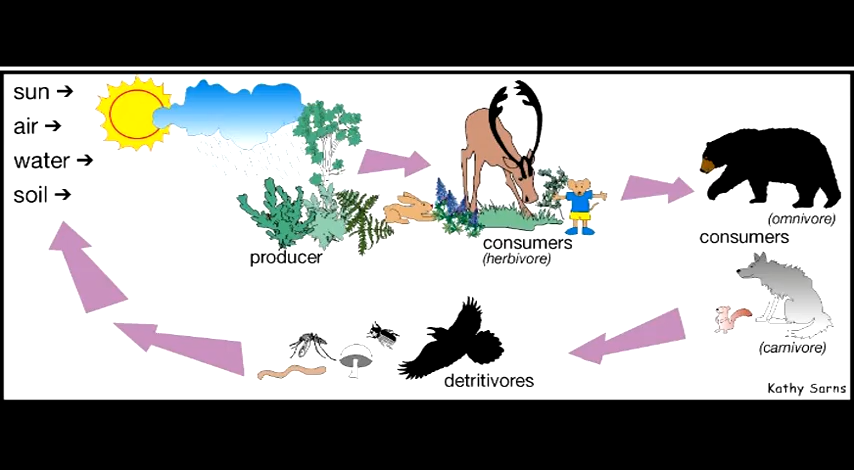 sun →
air →
water →
soil →
producer
consumers
(herbivore)
(omnivore)
consumers
(carnivore)
detritivores
Kathy Sarns